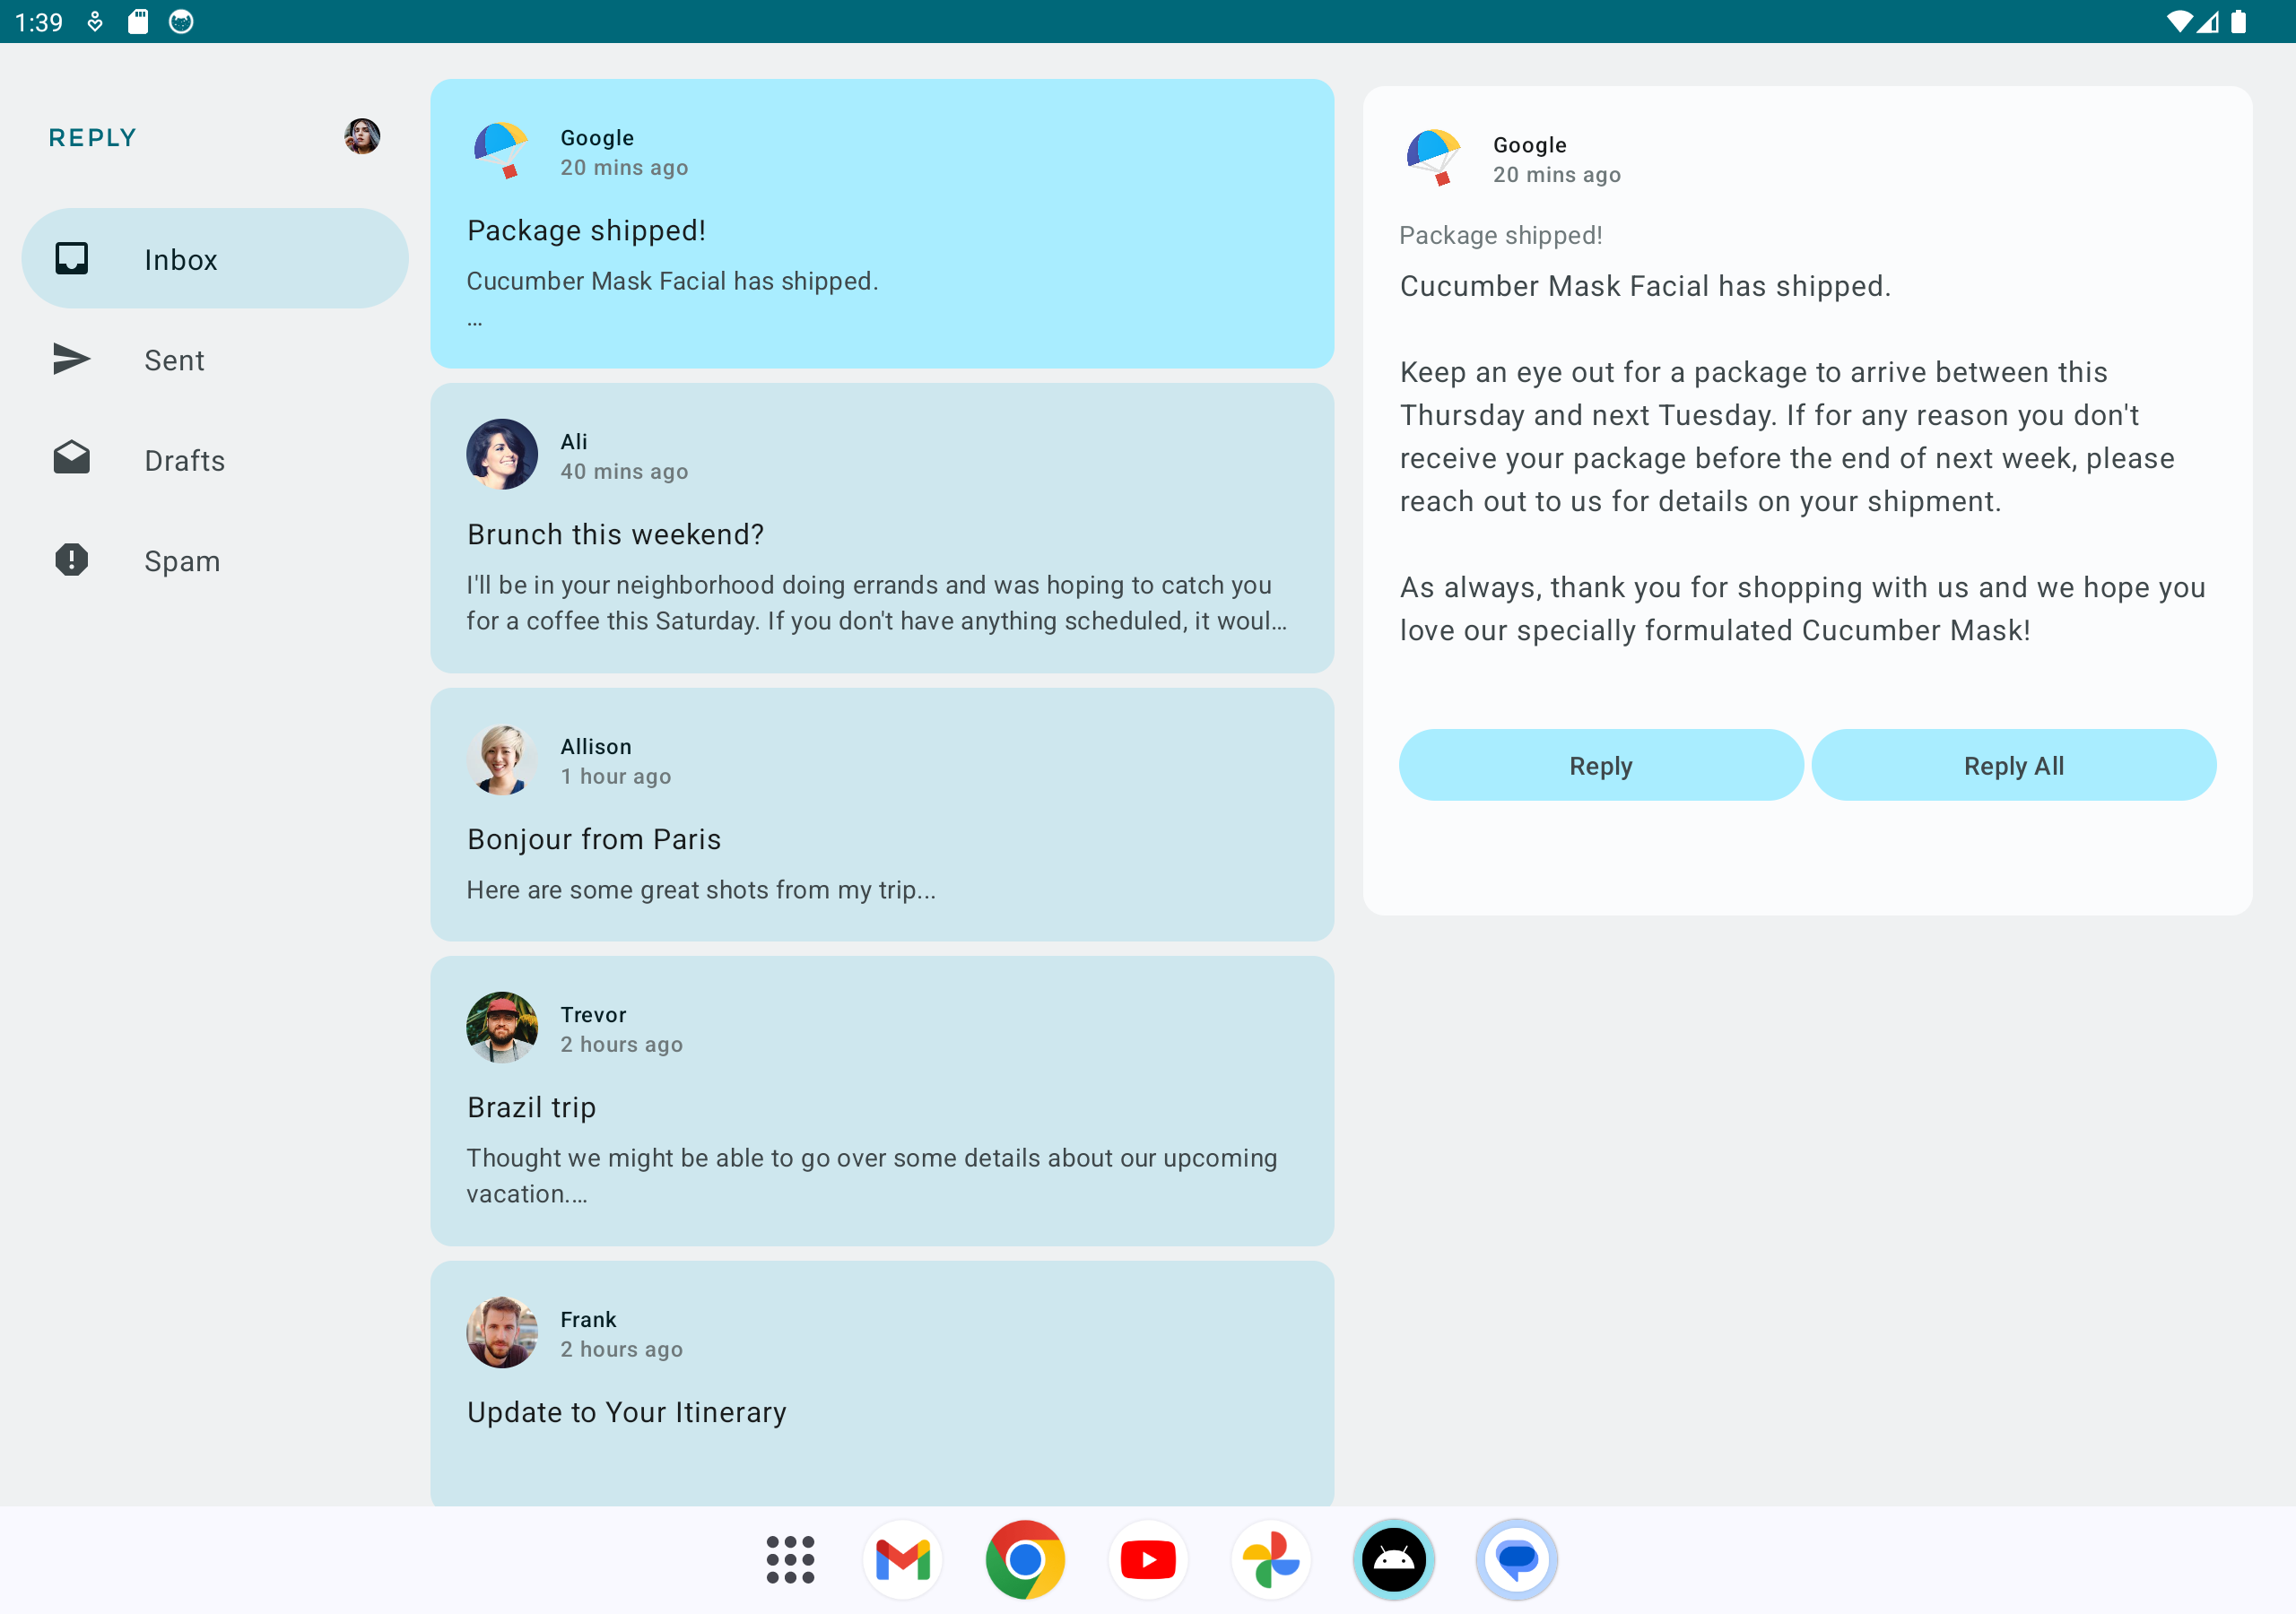 1:39
REPLY
Inbox
Sent
Drafts
Spam
Google
20 mins ago
Package shipped!
Cucumber Mask Facial has shipped.
...
Ali
40 mins ago
Brunch this weekend?
I'll be in your neighborhood doing errands and was hoping to catch you
for a coffee this Saturday. If you don't have anything scheduled, it woul...
Allison
1 hour ago
Bonjour from Paris
Here are some great shots from my trip...
Trevor
2 hours ago
Brazil trip
Thought we might be able to go over some details about our upcoming
vacation....
Frank
2 hours ago
Update to Your Itinerary
Google
20 mins ago
Package shipped!
Cucumber Mask Facial has shipped.
Keep an eye out for a package to arrive between this
Thursday and next Tuesday. If for any reason you don't
receive your package before the end of next week, please
reach out to us for details on your shipment.
As always, thank you for shopping with us and we hope you
love our specially formulated Cucumber Mask!
Reply
Reply All